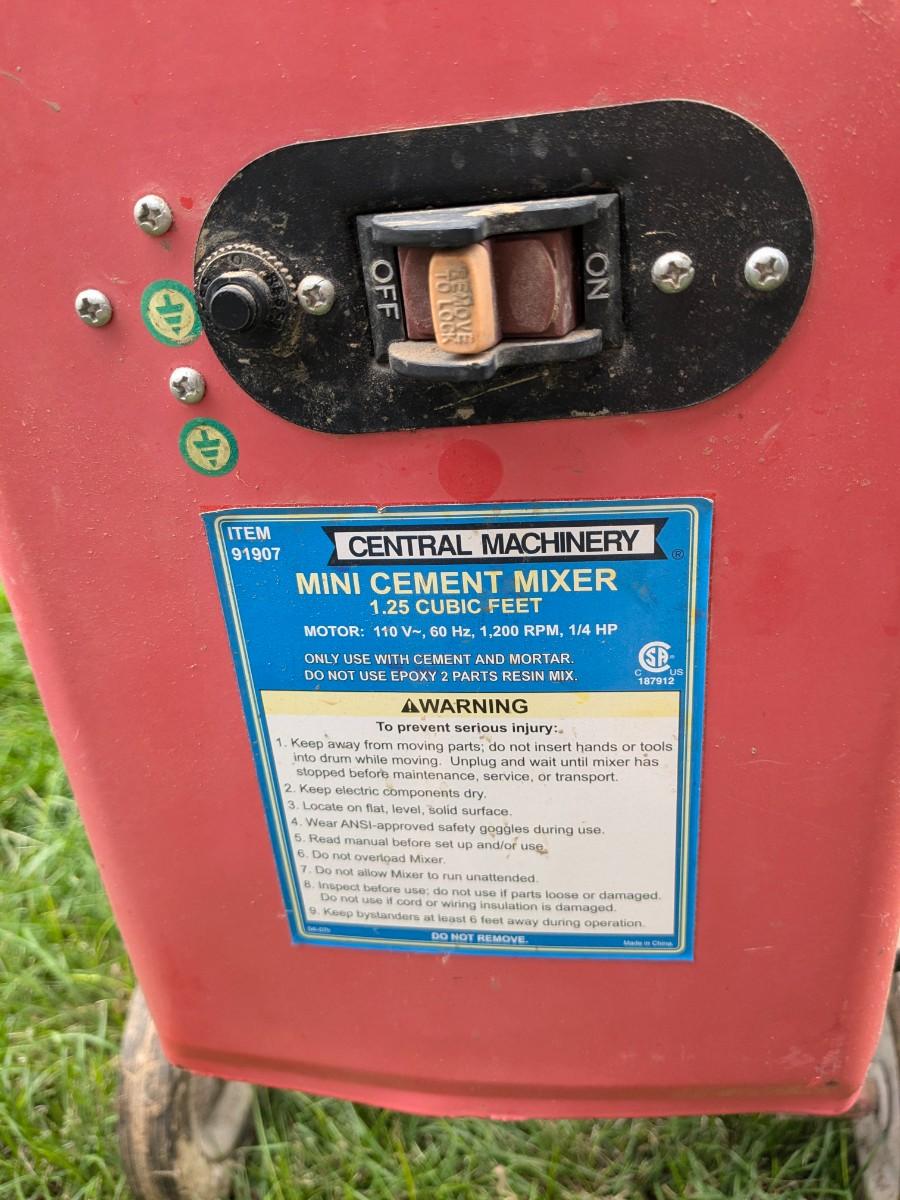 OFF
REMOVE
TO LOCK
ON
ITEM
91907
CENTRAL MACHINERY®
MINI CEMENT MIXER
1.25 CUBIC FEET
MOTOR: 110 V~, 60 Hz, 1,200 RPM, 1/4 HP
ONLY USE WITH CEMENT AND MORTAR.
DO NOT USE EPOXY 2 PARTS RESIN MIX.
CSA®
C US
187912
⚠WARNING
To prevent serious injury:
1. Keep away from moving parts; do not insert hands or tools
into drum while moving. Unplug and wait until mixer has
stopped before maintenance, service, or transport.
2. Keep electric components dry.
3. Locate on flat, level, solid surface.
4. Wear ANSI-approved safety goggles during use.
5. Read manual before set up and/or use.
6. Do not overload Mixer.
7. Do not allow Mixer to run unattended.
8. Inspect before use; do not use if parts loose or damaged.
Do not use if cord or wiring insulation is damaged.
9. Keep bystanders at least 6 feet away during operation.
DO NOT REMOVE.
Made in China.